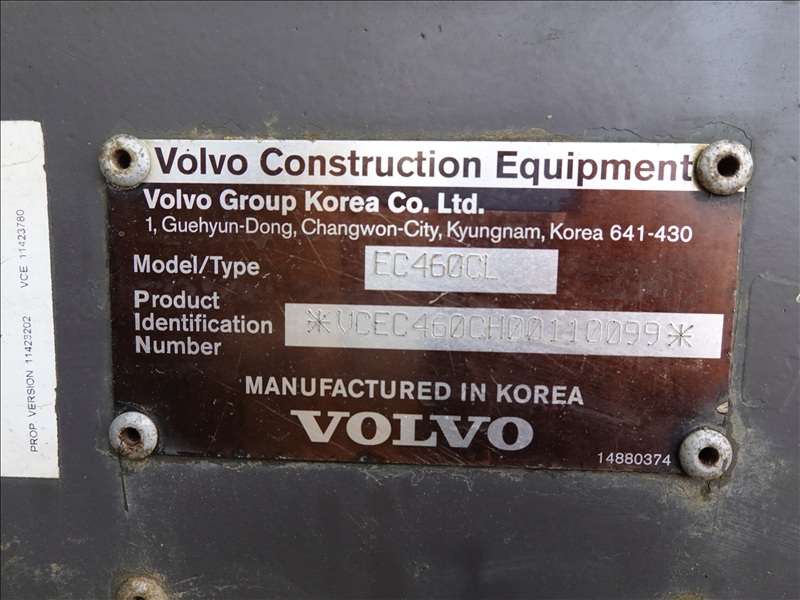 Volvo Construction Equipment
Volvo Group Korea Co. Ltd.
1, Guehyun-Dong, Changwon-City, Kyungnam, Korea 641-430
Model/Type EC460CL
Product
Identification
Number
*VCEC460CH00110099*
MANUFACTURED IN KOREA
VOLVO
14880374
PROP VERSION 11423202 VCE 11423780